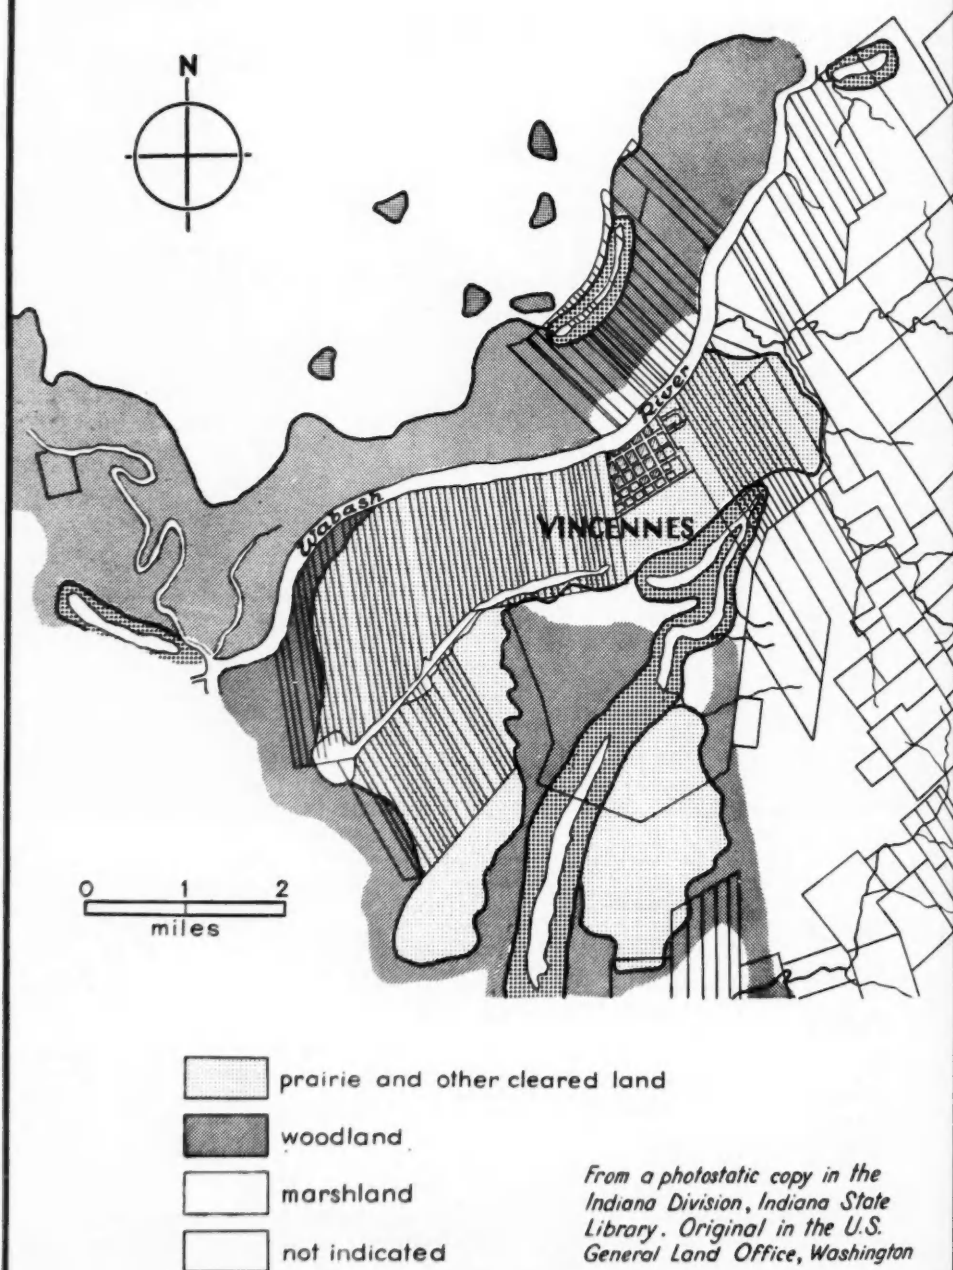 N
Wabash
River
VINCENNES
0 1 2
miles
prairie and other cleared land
woodland
marshland
not indicated
From a photostatic copy in the
Indiana Division, Indiana State
Library. Original in the U.S.
General Land Office, Washington